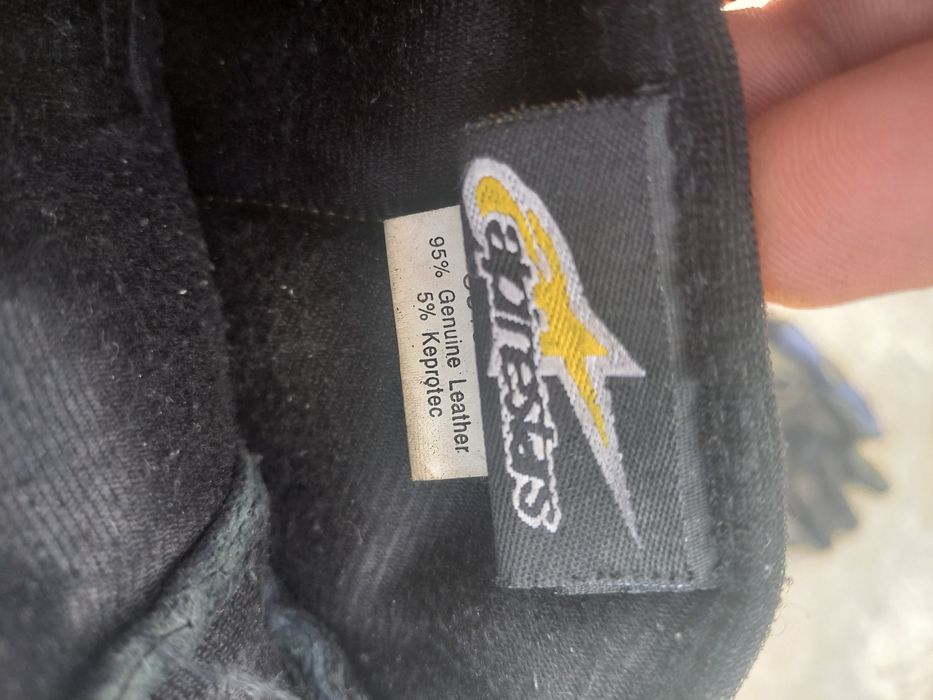 alpinestars
95% Genuine Leather
5% Keprotec